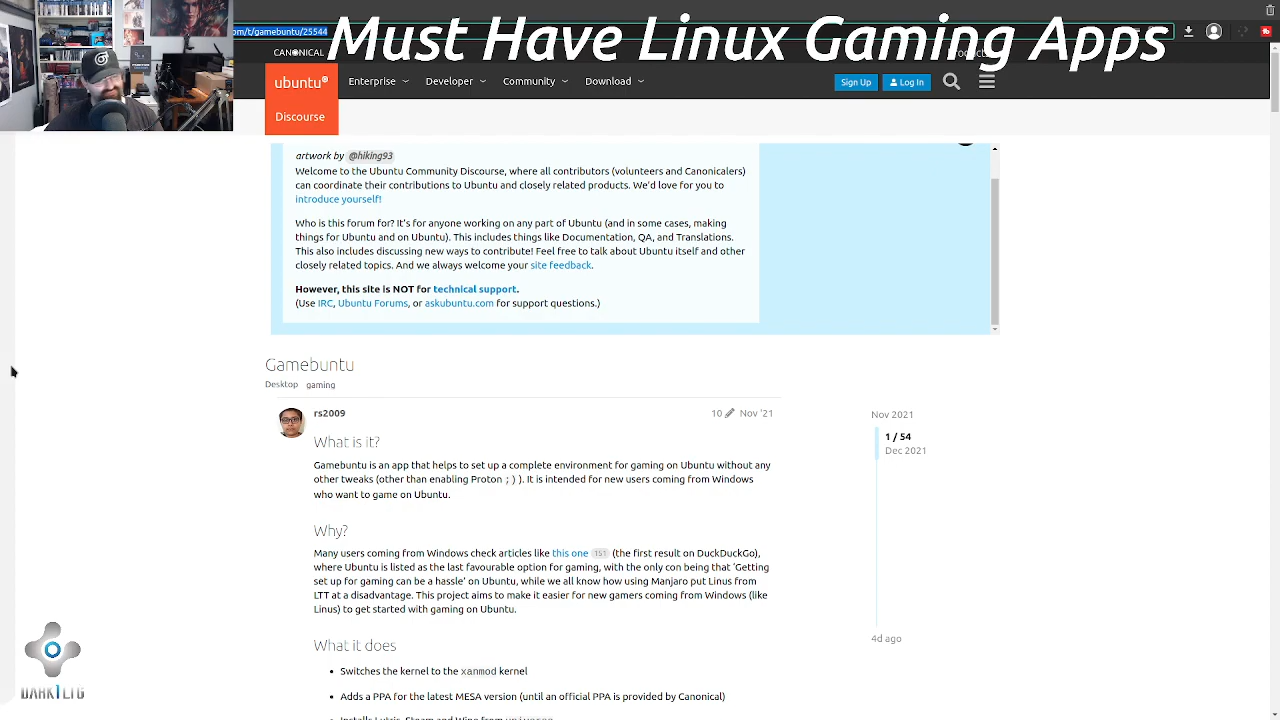 com/t/gamebuntu/25544
Must Have Linux Gaming Apps
CANONICAL
ubuntu
Enterprise
Developer
Community
Download
Sign Up
Log In
Discourse
artwork by @hiking93
Welcome to the Ubuntu Community Discourse, where all contributors (volunteers and Canonicalers)
can coordinate their contributions to Ubuntu and closely related products. We'd love for you to
introduce yourself!
Who is this forum for? It's for anyone working on any part of Ubuntu (and in some cases, making
things for Ubuntu and on Ubuntu). This includes things like Documentation, QA, and Translations.
This also includes discussing new ways to contribute! Feel free to talk about Ubuntu itself and other
closely related topics. And we always welcome your site feedback.
However, this site is NOT for technical support.
(Use IRC, Ubuntu Forums, or askubuntu.com for support questions.)
Gamebuntu
Desktop gaming
rs2009
10 Nov '21
Nov 2021
1 / 54
Dec 2021
What is it?
Gamebuntu is an app that helps to set up a complete environment for gaming on Ubuntu without any
other tweaks (other than enabling Proton ;) ). It is intended for new users coming from Windows
who want to game on Ubuntu.
Why?
Many users coming from Windows check articles like this one 151 (the first result on DuckDuckGo),
where Ubuntu is listed as the last favourable option for gaming, with the only con being that 'Getting
set up for gaming can be a hassle' on Ubuntu, while we all know how using Manjaro put Linus from
LTT at a disadvantage. This project aims to make it easier for new gamers coming from Windows (like
Linus) to get started with gaming on Ubuntu.
4d ago
What it does
Switches the kernel to the xanmod kernel
Adds a PPA for the latest MESA version (until an official PPA is provided by Canonical)
Installs Lutris, Steam and Wine from universe
DARK1LTG